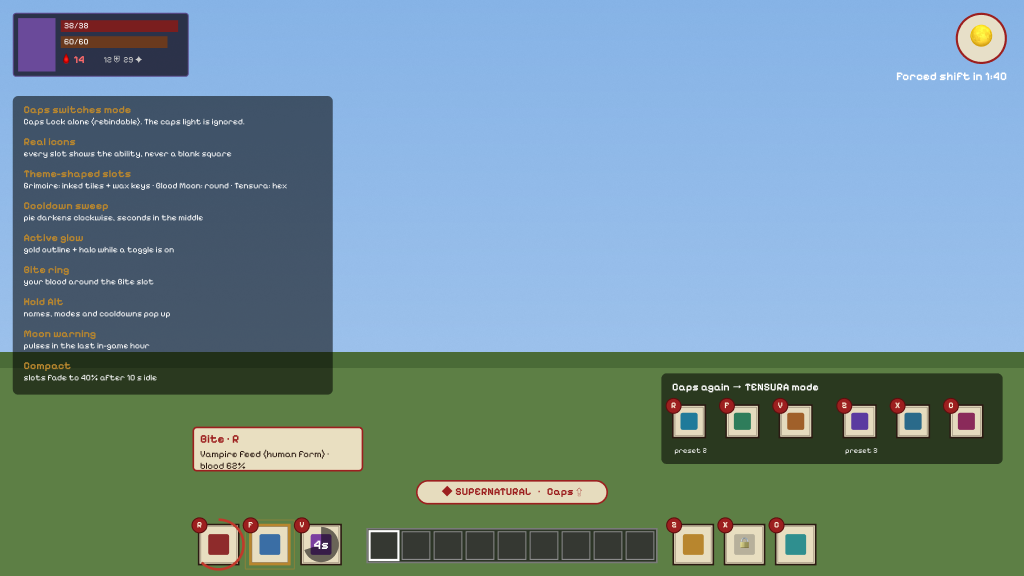 38/38
60/60
14 12 29
Forced shift in 1:40
Caps switches mode
Caps Lock alone (rebindable). The caps light is ignored.
Real icons
every slot shows the ability, never a blank square
Theme-shaped slots
Grimoire: inked tiles + wax keys · Blood Moon: round · Tensura: hex
Cooldown sweep
pie darkens clockwise, seconds in the middle
Active glow
gold outline + halo while a toggle is on
Bite ring
your blood around the Bite slot
Hold Alt
names, modes and cooldowns pop up
Moon warning
pulses in the last in-game hour
Compact
slots fade to 40% after 10 s idle
Caps again → TENSURA mode
R F V Z X C
preset 2 preset 3
Bite · R
Vampire Feed (human form) ·
blood 62%
◆ SUPERNATURAL · Caps ⇪
R F V Z X C
4s